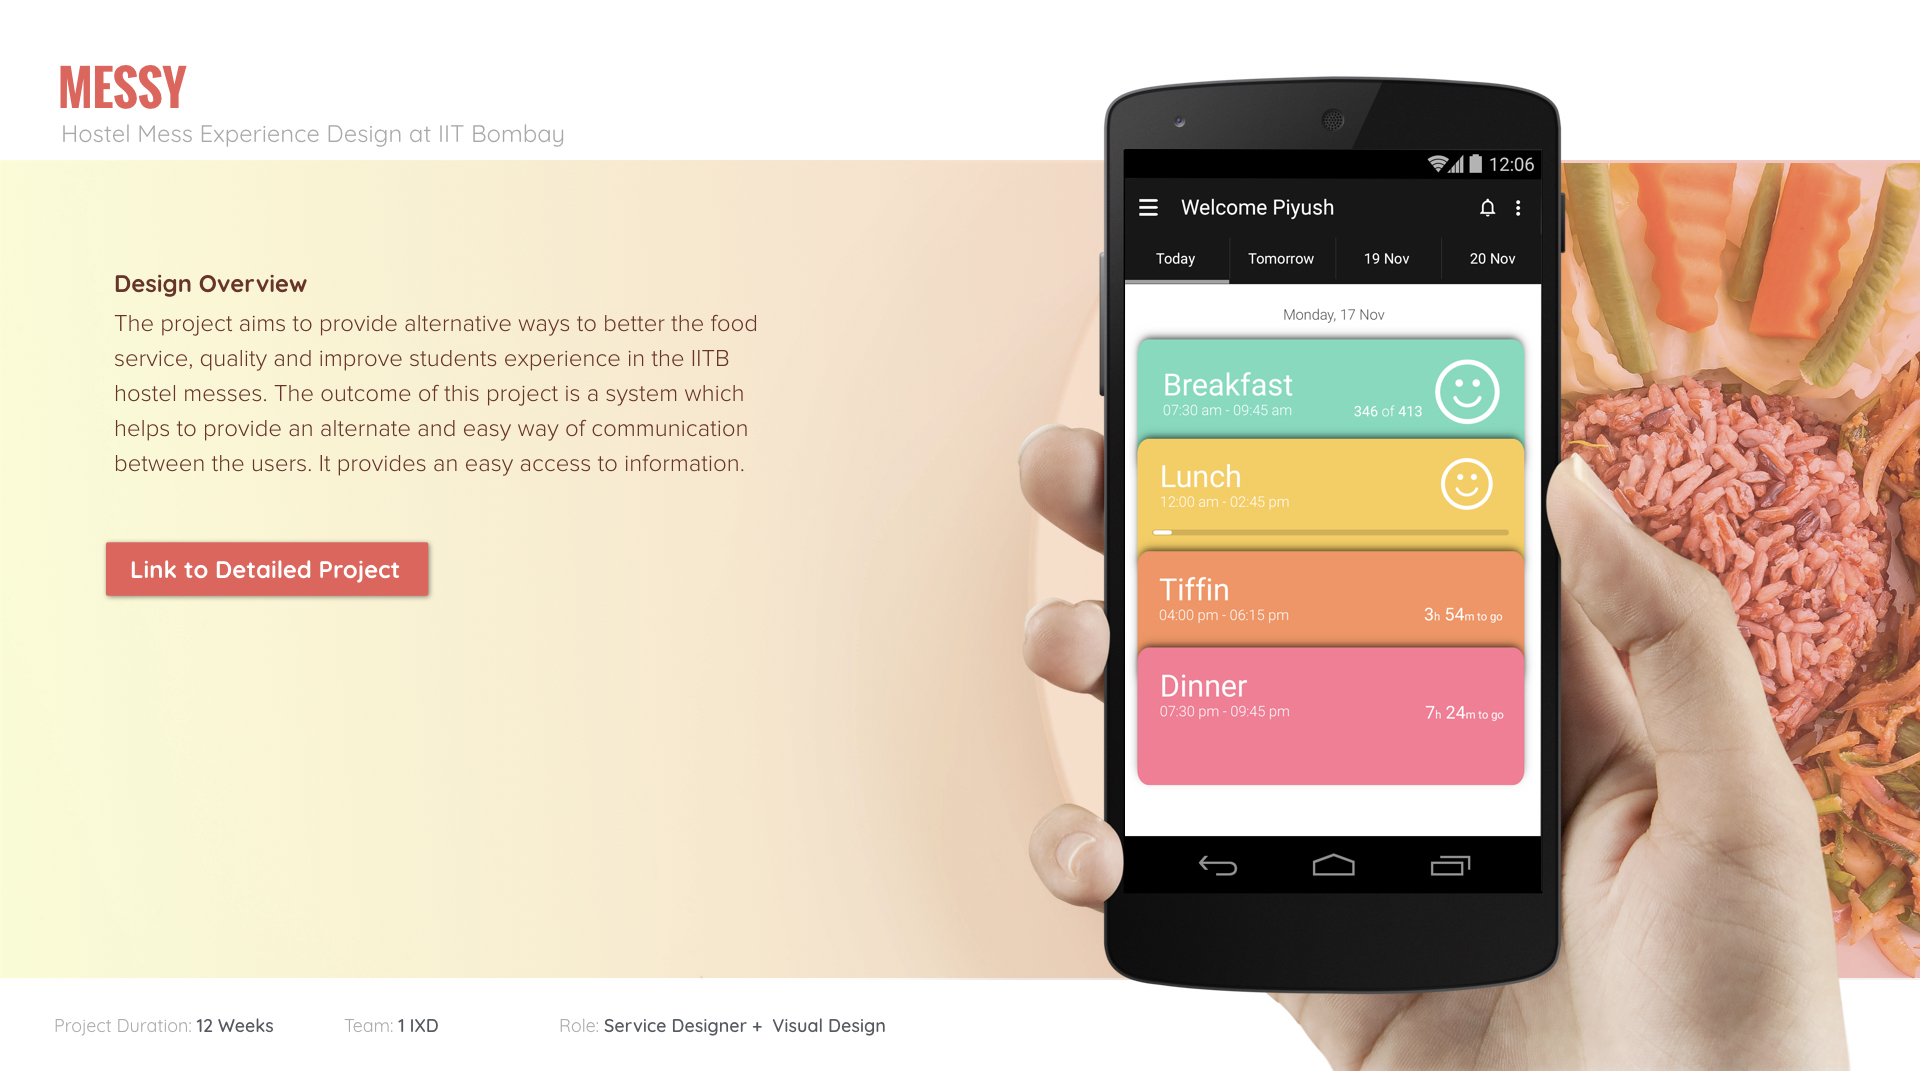 MESSY
Hostel Mess Experience Design at IIT Bombay
Design Overview
The project aims to provide alternative ways to better the food
service, quality and improve students experience in the IITB
hostel messes. The outcome of this project is a system which
helps to provide an alternate and easy way of communication
between the users. It provides an easy access to information.
Link to Detailed Project
12:06
Welcome Piyush
Today Tomorrow 19 Nov 20 Nov
Monday, 17 Nov
Breakfast
07:30 am - 09:45 am 346 of 413
Lunch
12:00 am - 02:45 pm
Tiffin
04:00 pm - 06:15 pm 3h 54m to go
Dinner
07:30 pm - 09:45 pm 7h 24m to go
Project Duration: 12 Weeks Team: 1 IXD Role: Service Designer + Visual Design